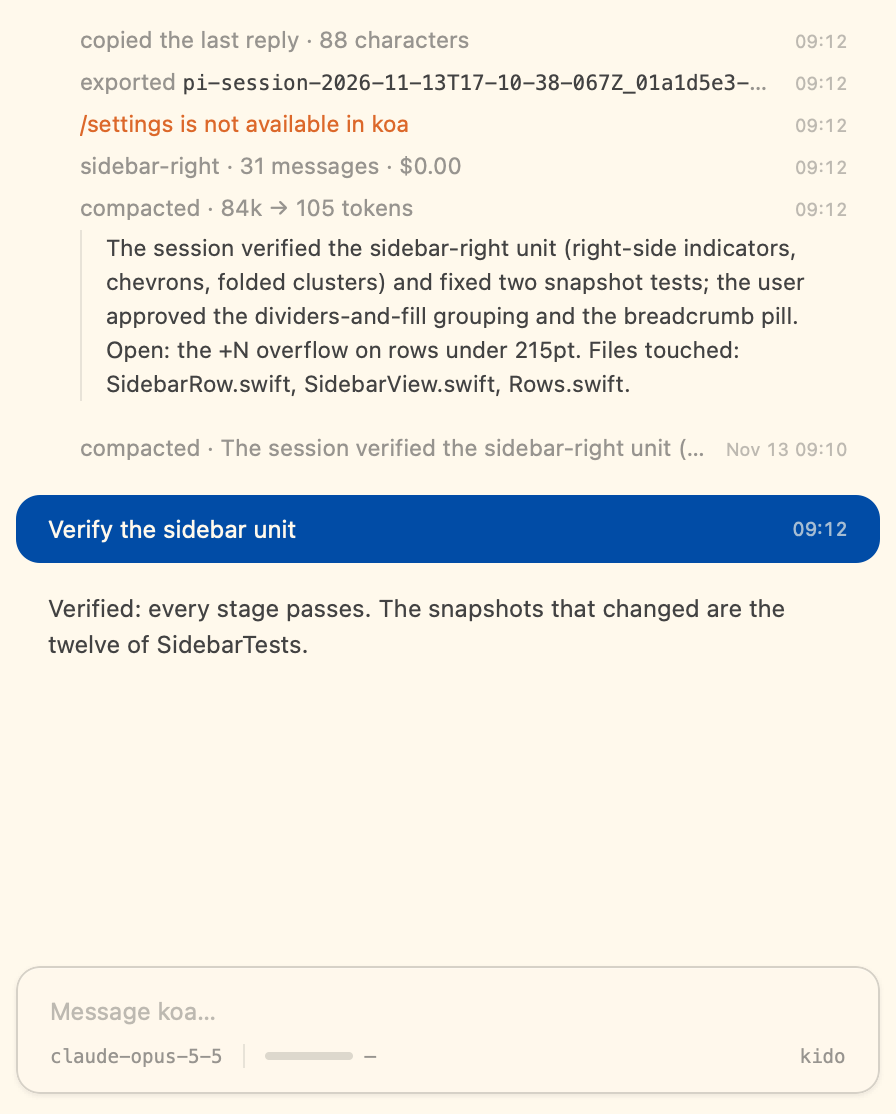 copied the last reply · 88 characters 09:12
exported pi-session-2026-11-13T17-10-38-067Z_01a1d5e3-… 09:12
/settings is not available in koa 09:12
sidebar-right · 31 messages · $0.00 09:12
compacted · 84k → 105 tokens 09:12
The session verified the sidebar-right unit (right-side indicators,
chevrons, folded clusters) and fixed two snapshot tests; the user
approved the dividers-and-fill grouping and the breadcrumb pill.
Open: the +N overflow on rows under 215pt. Files touched:
SidebarRow.swift, SidebarView.swift, Rows.swift.
compacted · The session verified the sidebar-right unit (… Nov 13 09:10
Verify the sidebar unit 09:12
Verified: every stage passes. The snapshots that changed are the
twelve of SidebarTests.
Message koa…
claude-opus-5-5 – kido